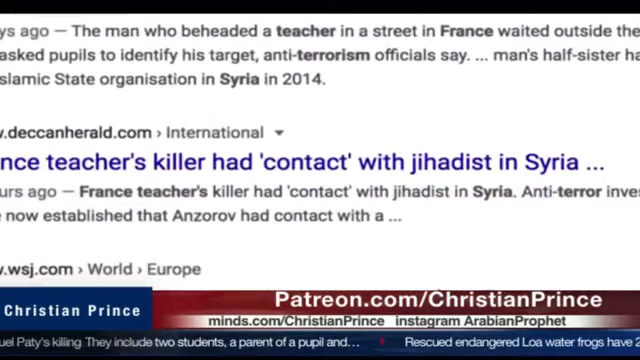 ys ago — The man who beheaded a teacher in a street in France waited outside the
asked pupils to identify his target, anti-terrorism officials say. ... man's half-sister ha
slamic State organisation in Syria in 2014.
.deccanherald.com › International
nce teacher's killer had 'contact' with jihadist in Syria ...
urs ago — France teacher's killer had 'contact' with jihadist in Syria. Anti-terror inves
e now established that Anzorov had contact with a ...
.wsj.com › World › Europe
Christian Prince
Patreon.com/ChristianPrince
minds.com/ChristianPrince instagram ArabianProphet
uel Paty's killing They include two students, a parent of a pupil and... Rescued endangered Loa water frogs have 2